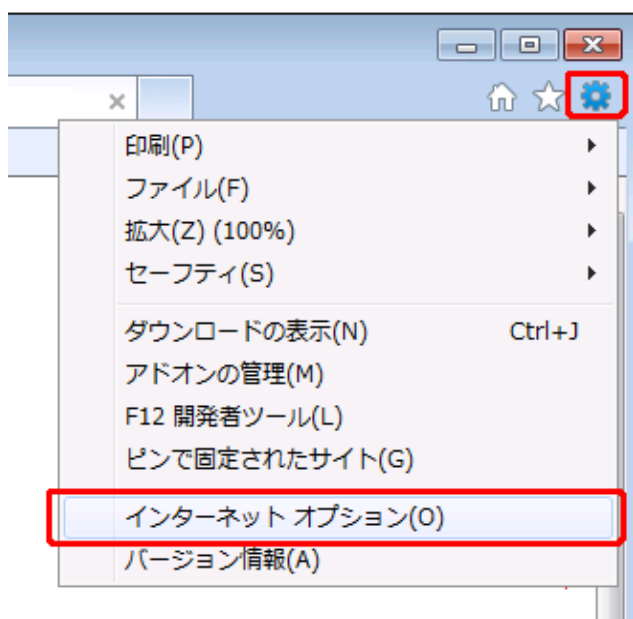 印刷(P)
ファイル(F)
拡大(Z) (100%)
セーフティ(S)
ダウンロードの表示(N) Ctrl+J
アドオンの管理(M)
F12 開発者ツール(L)
ピンで固定されたサイト(G)
インターネット オプション(O)
バージョン情報(A)